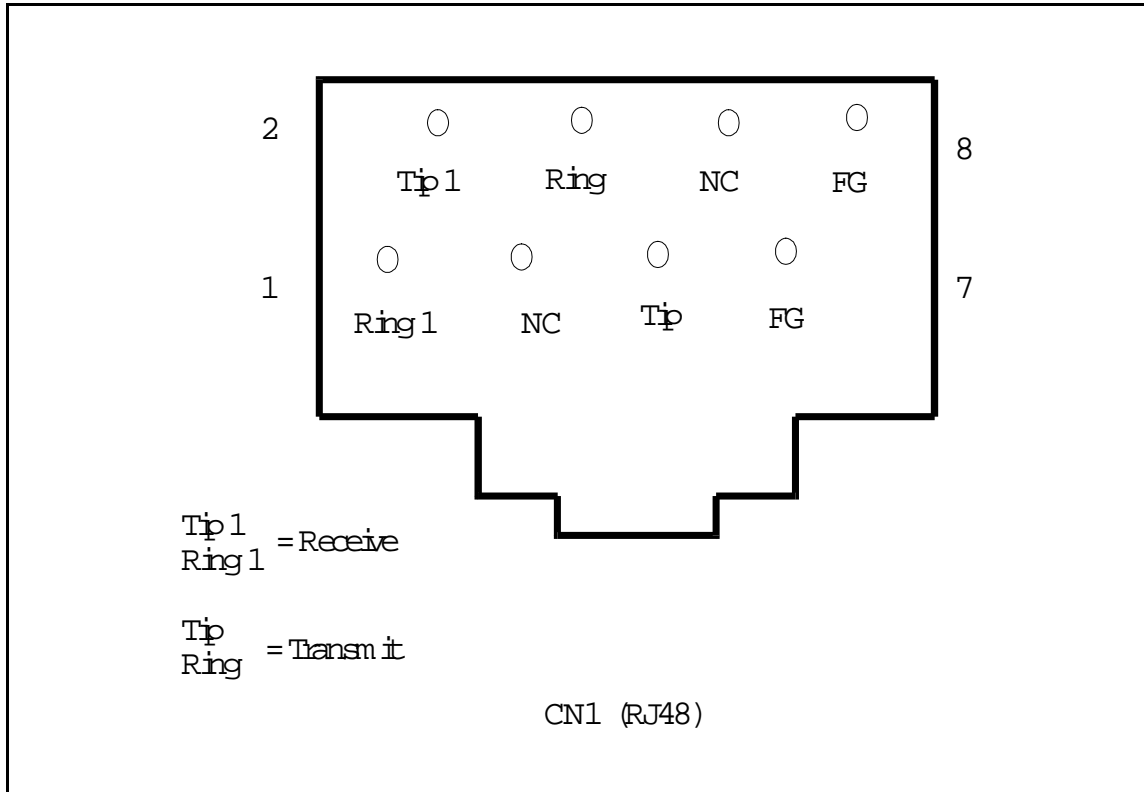 2
8
Tip 1 Ring NC FG
1
7
Ring 1 NC Tip FG
Tip 1
Ring 1 = Receive
Tip
Ring = Transmit
CN1 (RJ48)